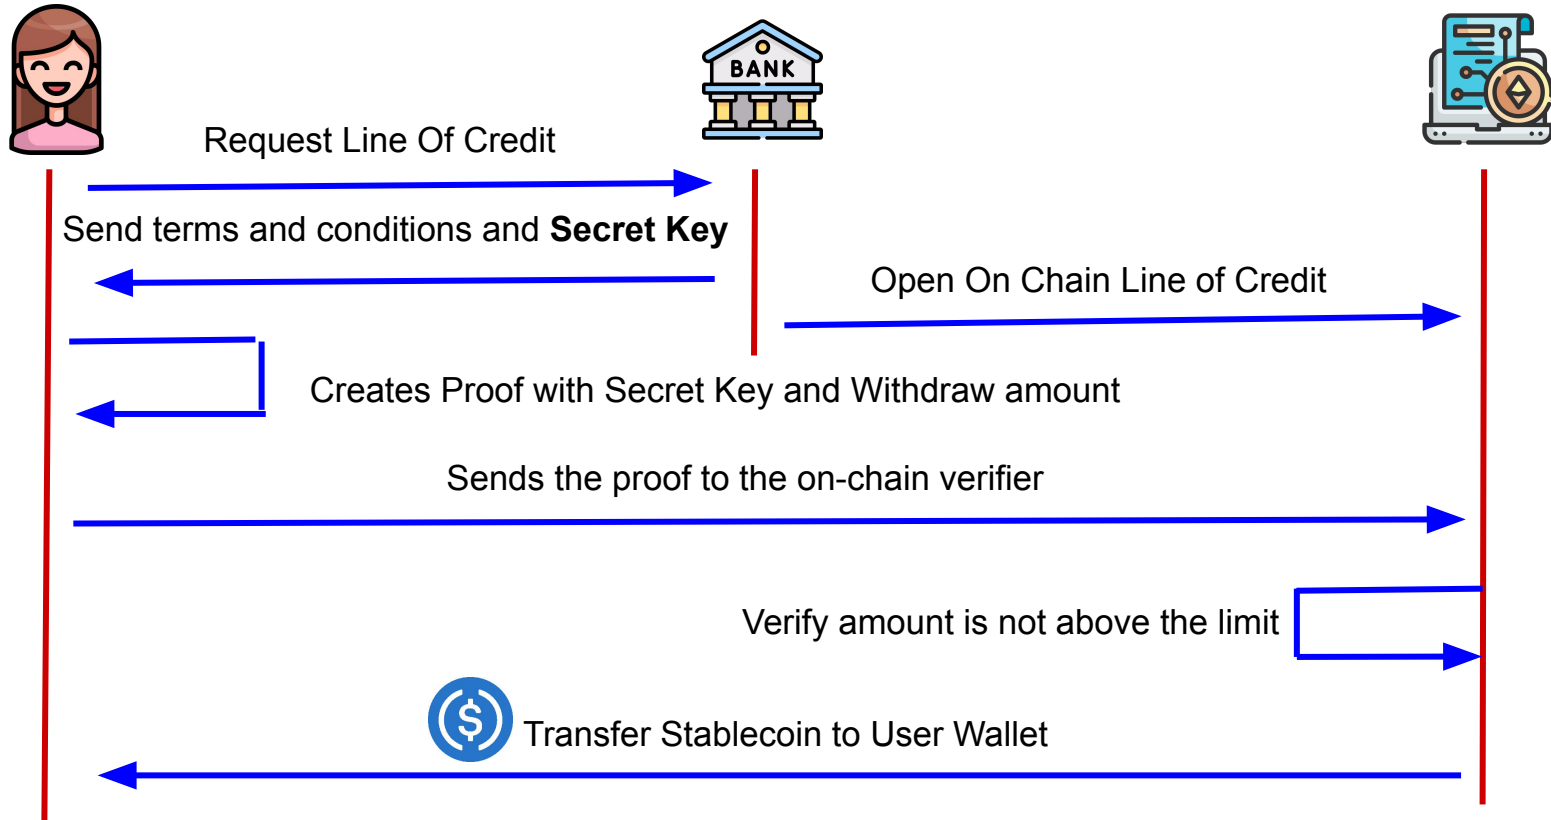 BANK
Request Line Of Credit
Send terms and conditions and Secret Key
Open On Chain Line of Credit
Creates Proof with Secret Key and Withdraw amount
Sends the proof to the on-chain verifier
Verify amount is not above the limit
$ Transfer Stablecoin to User Wallet